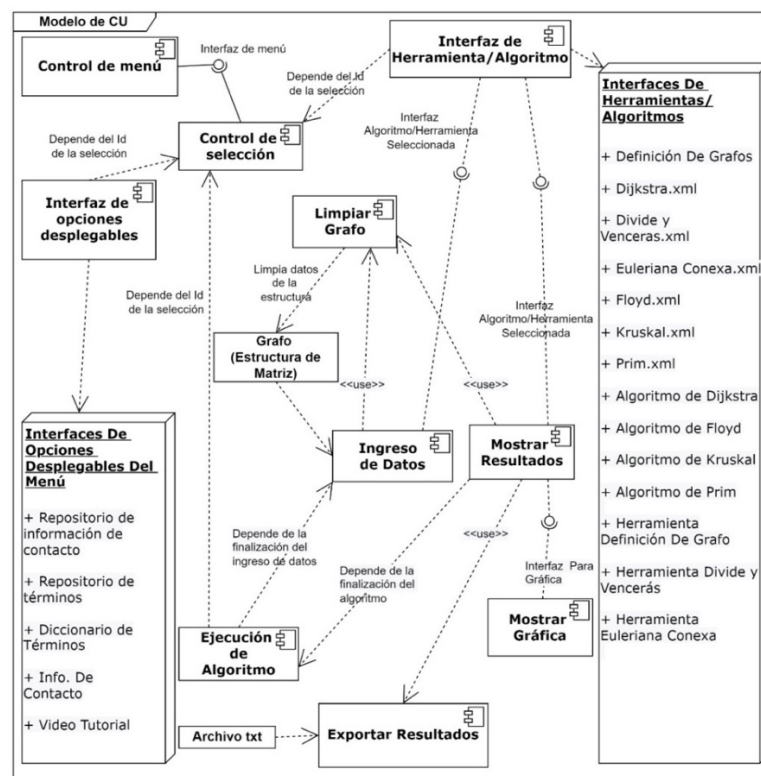 Modelo de CU
Control de menú
Interfaz de menú
Interfaz de
Herramienta/Algoritmo
Depende del Id
de la selección
Control de
selección
Depende del Id
de la selección
Interfaz de
opciones
desplegables
Interfaz
Algoritmo/Herramienta
Seleccionada
Limpiar
Grafo
Limpia datos
de la
estructura
Depende del Id
de la selección
Grafo
(Estructura de
Matriz)
Interfaz
Algoritmo/Herramienta
Seleccionada
<<use>>
<<use>>
Ingreso
de Datos
Mostrar
Resultados
Depende de la
finalización del
ingreso de datos
<<use>>
Depende de la
finalización del
algoritmo
Interfaz Para
Gráfica
Mostrar
Gráfica
Ejecución
de
Algoritmo
Archivo txt
Exportar Resultados
Interfaces De
Opciones
Desplegables Del
Menú
+ Repositorio de
información de
contacto
+ Repositorio de
términos
+ Diccionario de
Términos
+ Info. De
Contacto
+ Video Tutorial
Interfaces De
Herramientas/
Algoritmos
+ Definición De Grafos
+ Dijkstra.xml
+ Divide y
Venceras.xml
+ Euleriana Conexa.xml
+ Floyd.xml
+ Kruskal.xml
+ Prim.xml
+ Algoritmo de Dijkstra
+ Algoritmo de Floyd
+ Algoritmo de Kruskal
+ Algoritmo de Prim
+ Herramienta
Definición De Grafo
+ Herramienta Divide y
Vencerás
+ Herramienta
Euleriana Conexa